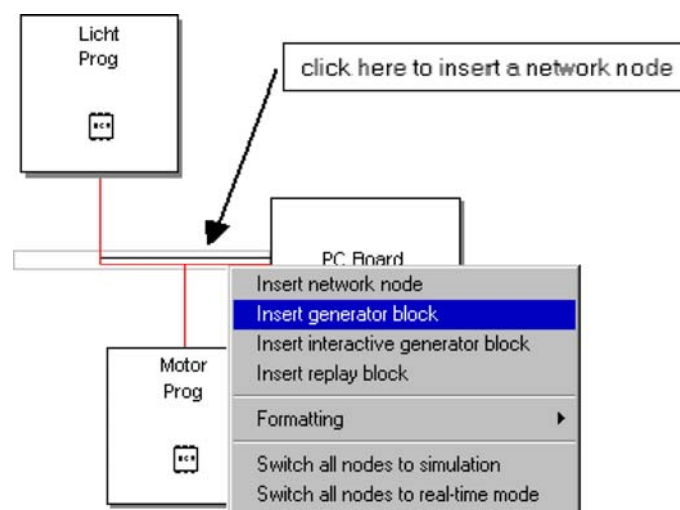 Licht
Prog
click here to insert a network node
PC Board
Insert network node
Insert generator block
Insert interactive generator block
Insert replay block
Motor
Prog
Formatting
Switch all nodes to simulation
Switch all nodes to real-time mode